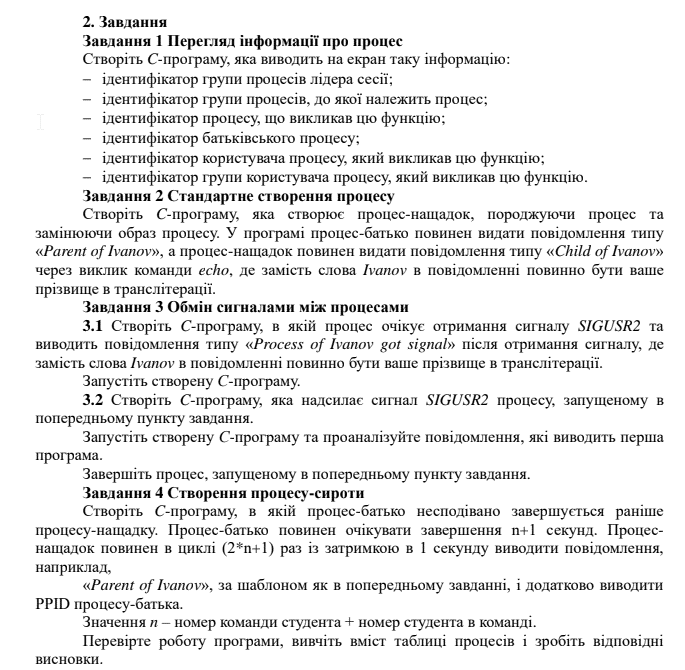 2. Завдання
Завдання 1 Перегляд інформації про процес
Створіть C-програму, яка виводить на екран таку інформацію:
– ідентифікатор групи процесів лідера сесії;
– ідентифікатор групи процесів, до якої належить процес;
– ідентифікатор процесу, що викликав цю функцію;
– ідентифікатор батьківського процесу;
– ідентифікатор користувача процесу, який викликав цю функцію;
– ідентифікатор групи користувача процесу, який викликав цю функцію.
Завдання 2 Стандартне створення процесу
Створіть C-програму, яка створює процес-нащадок, породжуючи процес та
замінюючи образ процесу. У програмі процес-батько повинен видати повідомлення типу
«Parent of Ivanov», а процес-нащадок повинен видати повідомлення типу «Child of Ivanov»
через виклик команди echo, де замість слова Ivanov в повідомленні повинно бути ваше
прізвище в транслітерації.
Завдання 3 Обмін сигналами між процесами
3.1 Створіть C-програму, в якій процес очікує отримання сигналу SIGUSR2 та
виводить повідомлення типу «Process of Ivanov got signal» після отримання сигналу, де
замість слова Ivanov в повідомленні повинно бути ваше прізвище в транслітерації.
Запустіть створену C-програму.
3.2 Створіть C-програму, яка надсилає сигнал SIGUSR2 процесу, запущеному в
попередньому пункту завдання.
Запустіть створену C-програму та проаналізуйте повідомлення, які виводить перша
програма.
Завершіть процес, запущеному в попередньому пункту завдання.
Завдання 4 Створення процесу-сироти
Створіть C-програму, в якій процес-батько несподівано завершується раніше
процесу-нащадку. Процес-батько повинен очікувати завершення n+1 секунд. Процес-
нащадок повинен в циклі (2*n+1) раз із затримкою в 1 секунду виводити повідомлення,
наприклад,
«Parent of Ivanov», за шаблоном як в попередньому завданні, і додатково виводити
PPID процесу-батька.
Значення n – номер команди студента + номер студента в команді.
Перевірте роботу програми, вивчіть вміст таблиці процесів і зробіть відповідні
висновки.